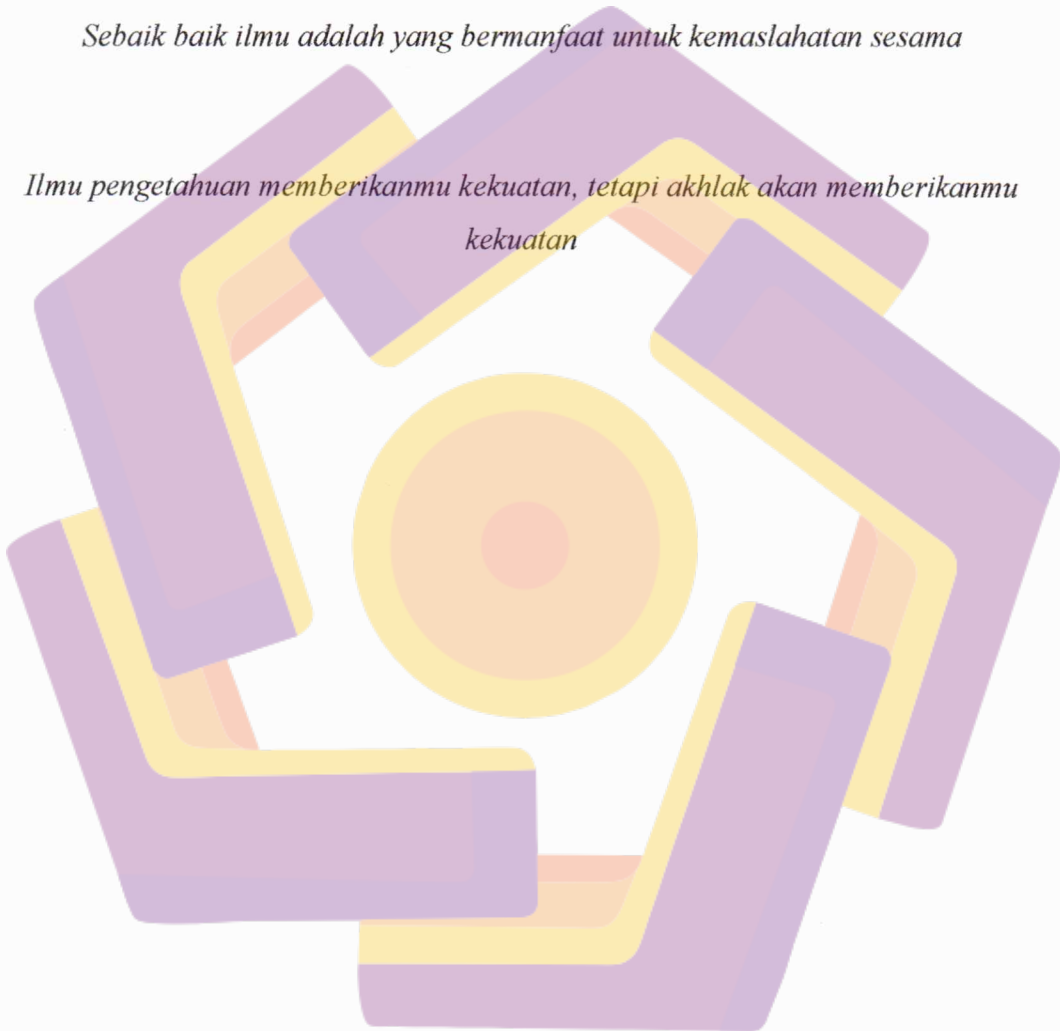 Sebaik baik ilmu adalah yang bermanfaat untuk kemaslahatan sesama
Ilmu pengetahuan memberikanmu kekuatan, tetapi akhlak akan memberikanmu
kekuatan